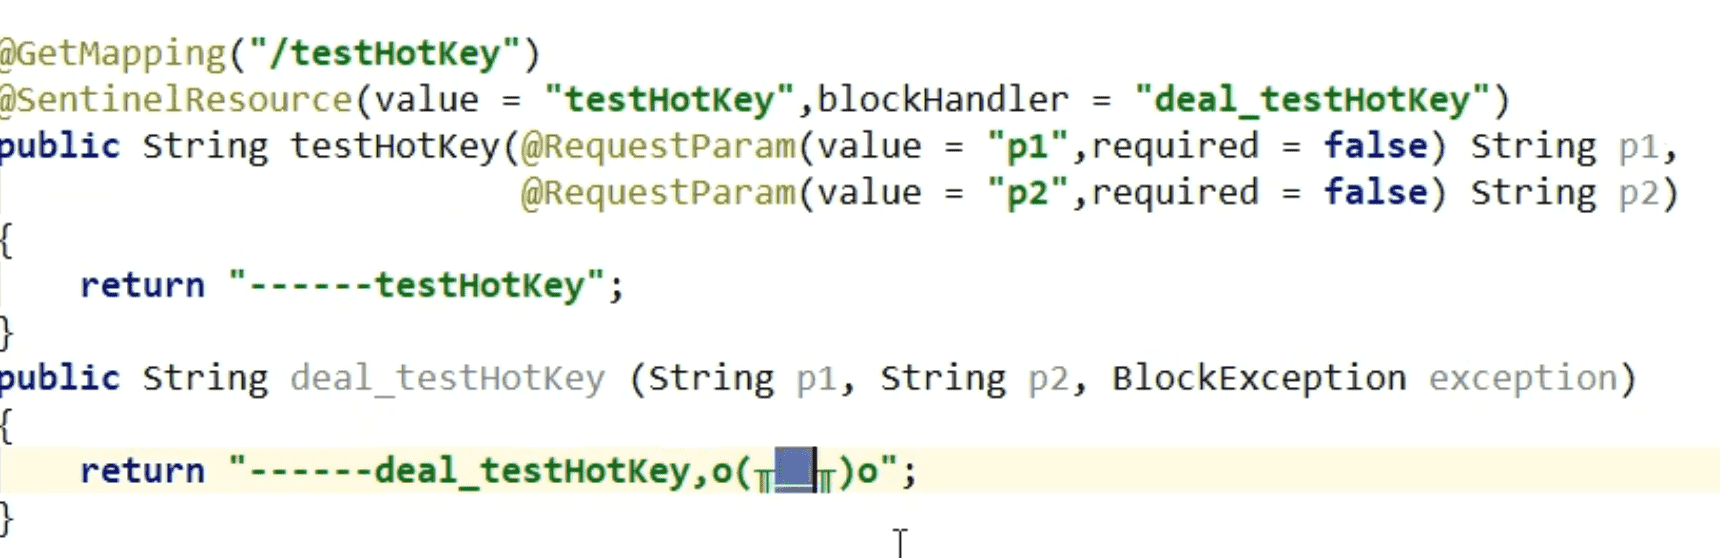 @GetMapping("/testHotKey")
@SentinelResource(value = "testHotKey",blockHandler = "deal_testHotKey")
public String testHotKey(@RequestParam(value = "p1",required = false) String p1,
                         @RequestParam(value = "p2",required = false) String p2)
{
    return "------testHotKey";
}
public String deal_testHotKey (String p1, String p2, BlockException exception)
{
    return "------deal_testHotKey,o(╥﹏╥)o";
}